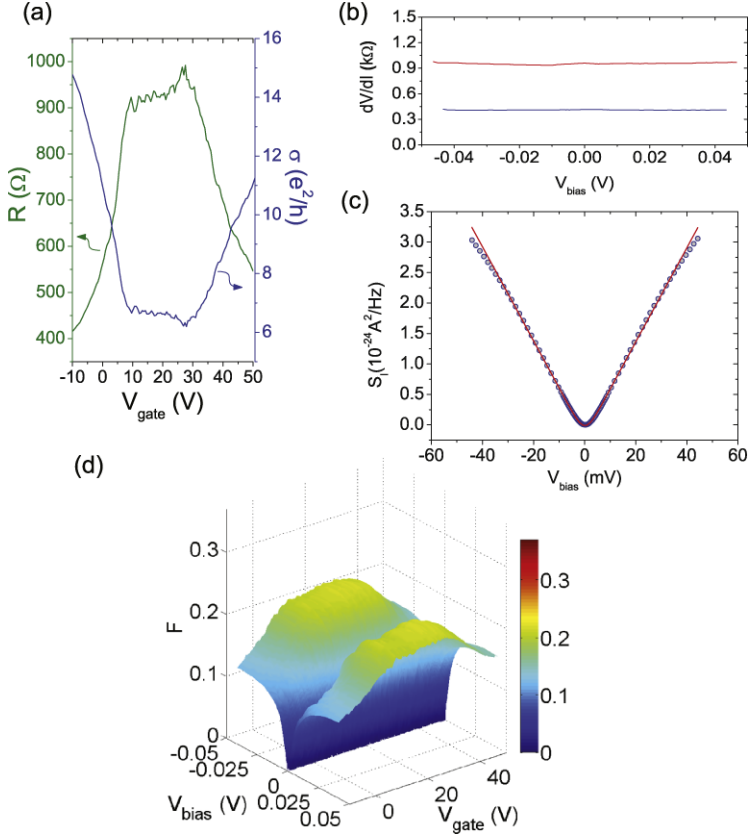 (a)
R (Ω)
1000
900
800
700
600
500
400
-10 0 10 20 30 40 50
V_gate (V)
16
14
12
10
8
6
σ (e²/h)
(b)
dV/dI (kΩ)
1.5
1.2
0.9
0.6
0.3
0.0
-0.04 -0.02 0.00 0.02 0.04
V_bias (V)
(c)
S_I(10⁻²⁴A²/Hz)
3.5
3.0
2.5
2.0
1.5
1.0
0.5
0.0
-60 -40 -20 0 20 40 60
V_bias (mV)
(d)
F
0.3
0.2
0.1
0
-0.05
-0.025
0
0.025
0.05
V_bias (V)
0
20
40
V_gate (V)
0.3
0.2
0.1
0